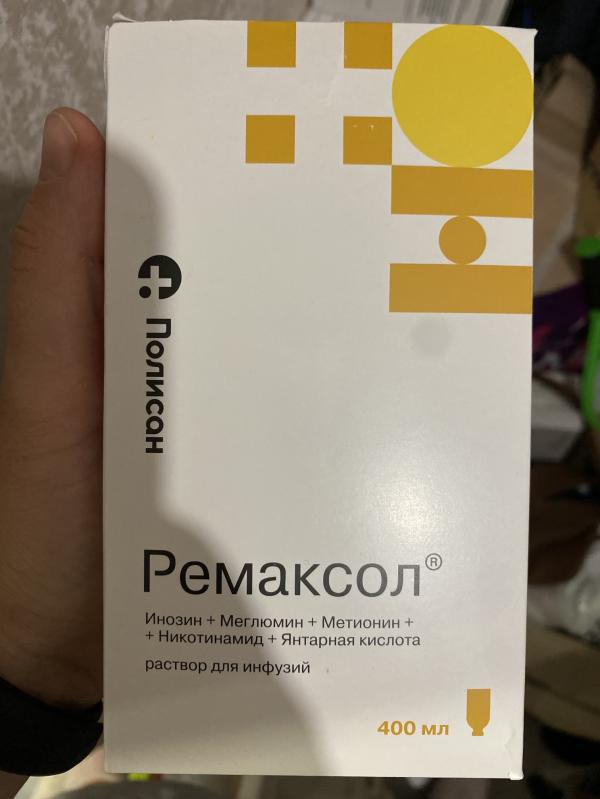 Полисан
Ремаксол®
Инозин + Меглюмин + Метионин +
+ Никотинамид + Янтарная кислота
раствор для инфузий
400 мл